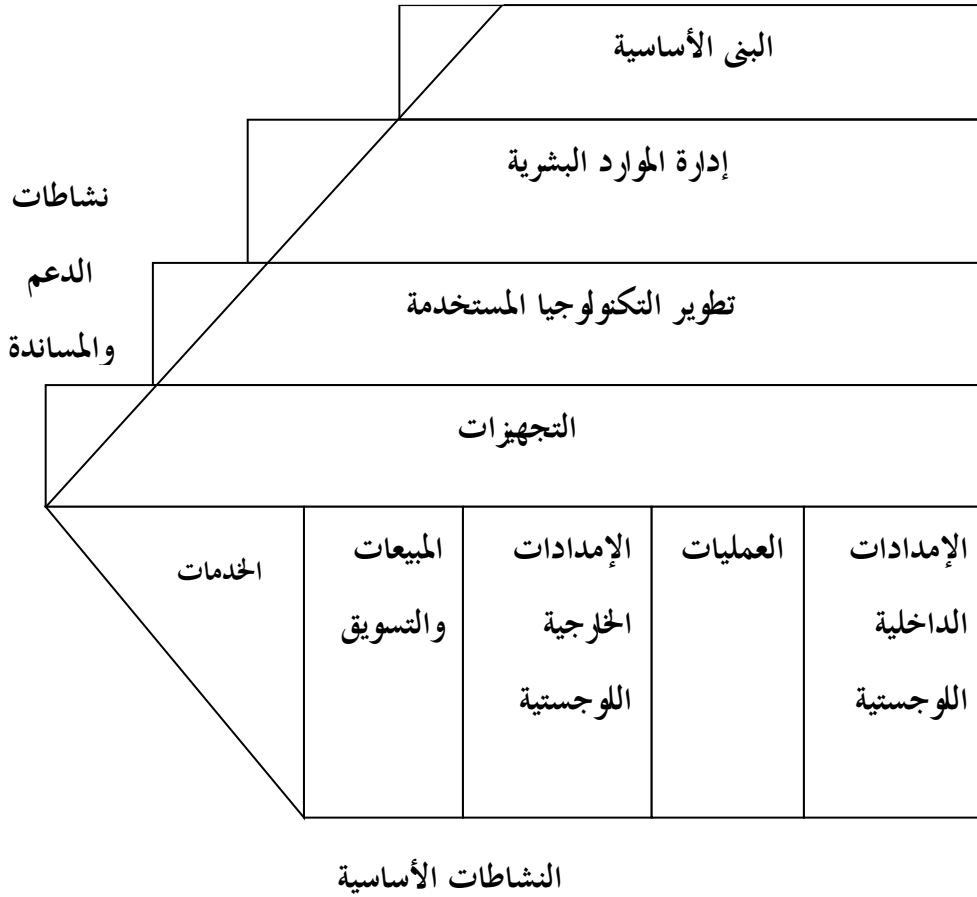 البنى الأساسية
إدارة الموارد البشرية
نشاطات
الدعم
والمساندة
تطوير التكنولوجيا المستخدمة
التجهيزات
الإمدادات
الداخلية
اللوجستية
العمليات
الإمدادات
الخارجية
اللوجستية
المبيعات
والتسويق
الخدمات
النشاطات الأساسية